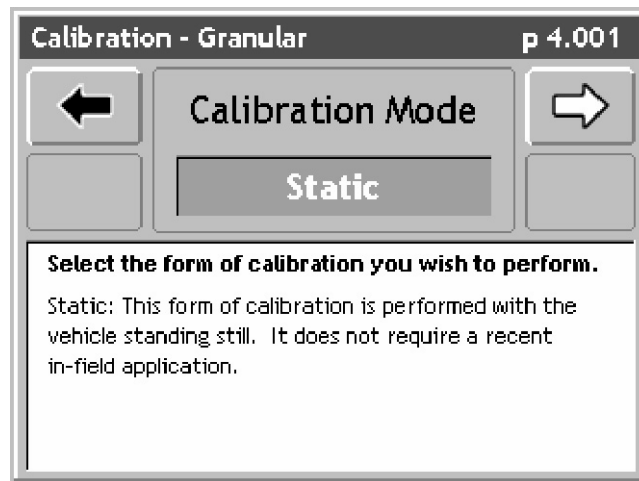 Calibration - Granular p 4.001
Calibration Mode
Static
Select the form of calibration you wish to perform.
Static: This form of calibration is performed with the
vehicle standing still. It does not require a recent
in-field application.